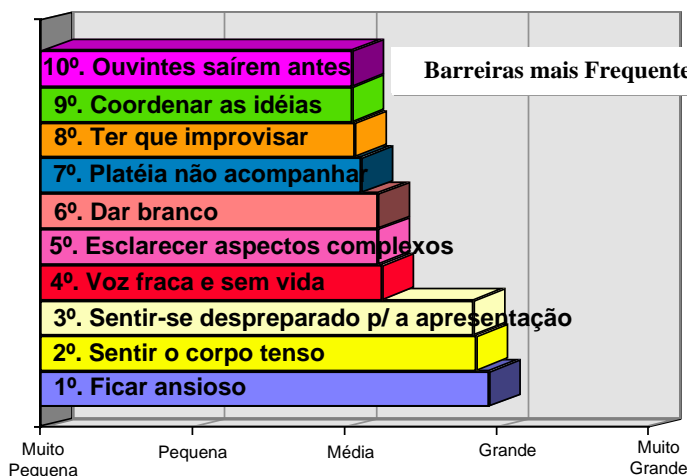 Barreiras mais Frequente
10º. Ouvintes saírem antes
9º. Coordenar as idéias
8º. Ter que improvisar
7º. Platéia não acompanhar
6º. Dar branco
5º. Esclarecer aspectos complexos
4º. Voz fraca e sem vida
3º. Sentir-se despreparado p/ a apresentação
2º. Sentir o corpo tenso
1º. Ficar ansioso
Muito
Pequena
Pequena
Média
Grande
Muito
Grande